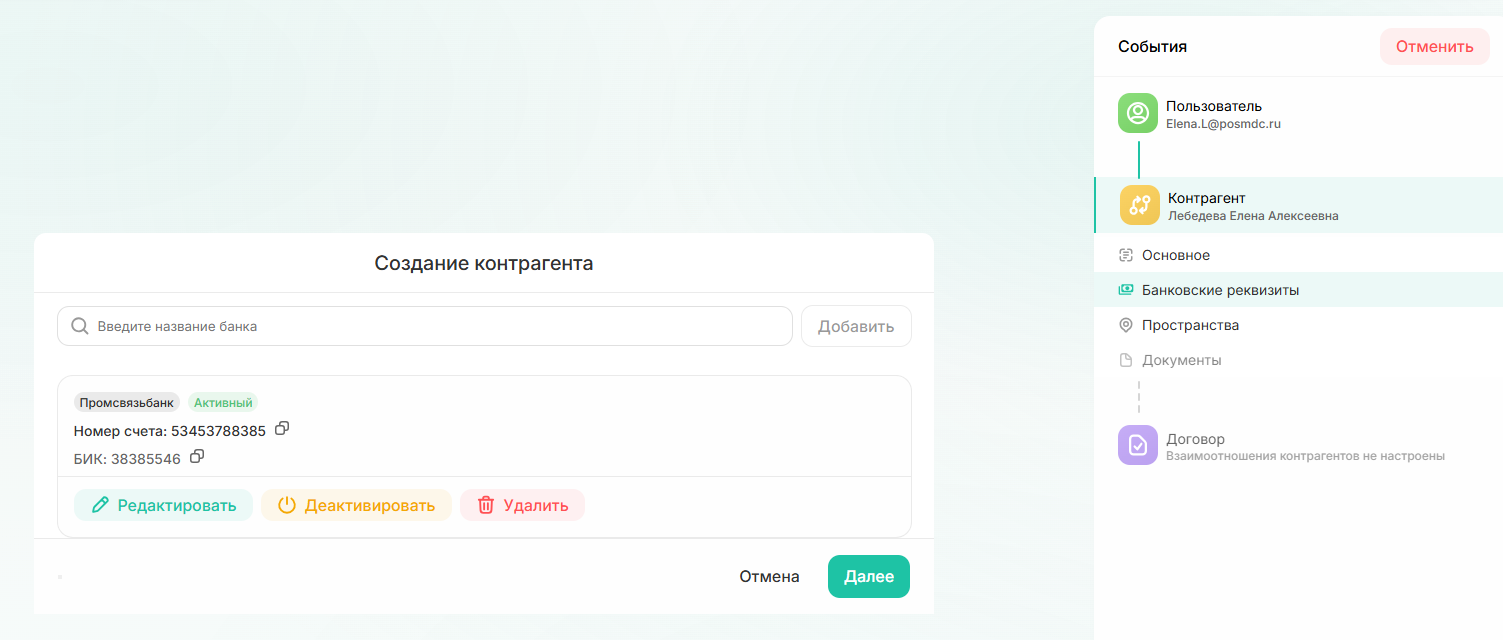 Создание контрагента
Введите название банка
Добавить
Промсвязьбанк Активный
Номер счета: 53453788385
БИК: 38385546
Редактировать Деактивировать Удалить
Отмена Далее
События Отменить
Пользователь
Elena.L@posmdc.ru
Контрагент
Лебедева Елена Алексеевна
Основное
Банковские реквизиты
Пространства
Документы
Договор
Взаимоотношения контрагентов не настроены